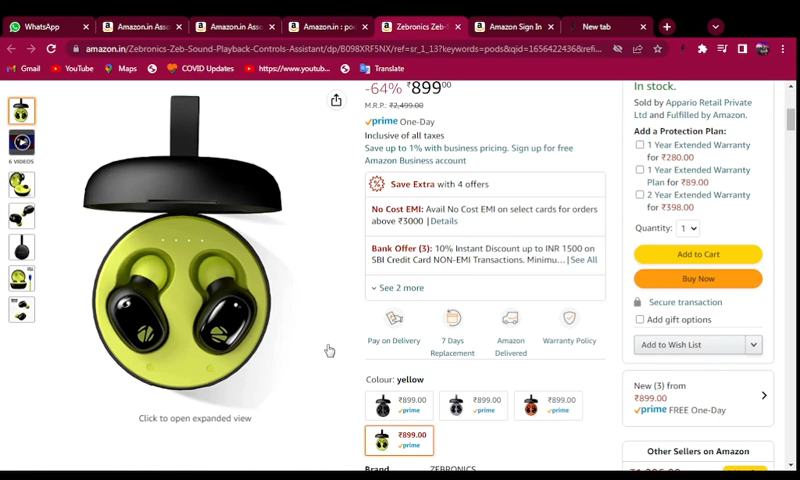 WhatsApp
Amazon.in Asso
Amazon.in Asso
Amazon.in : pod
Zebronics Zeb-S
Amazon Sign In
New tab
amazon.in/Zebronics-Zeb-Sound-Playback-Controls-Assistant/dp/B098XRF5NX/ref=sr_1_13?keywords=pods&qid=1656422436&refi...
Gmail
YouTube
Maps
COVID Updates
https://www.youtub...
Translate
6 VIDEOS
Click to open expanded view
-64% ₹899 00
M.R.P.: ₹2,499.00
prime One-Day
Inclusive of all taxes
Save up to 1% with business pricing. Sign up for free
Amazon Business account
Save Extra with 4 offers
No Cost EMI: Avail No Cost EMI on select cards for orders
above ₹3000 | Details
Bank Offer (3): 10% Instant Discount up to INR 1500 on
SBI Credit Card NON-EMI Transactions. Minimu... | See All
See 2 more
Pay on Delivery
7 Days
Replacement
Amazon
Delivered
Warranty Policy
Colour: yellow
₹899.00
prime
₹899.00
prime
₹899.00
prime
₹899.00
prime
Brand ZEBRONICS
In stock.
Sold by Appario Retail Private
Ltd and Fulfilled by Amazon.
Add a Protection Plan:
1 Year Extended Warranty
for ₹280.00
1 Year Extended Warranty
Plan for ₹89.00
2 Year Extended Warranty
for ₹398.00
Quantity: 1
Add to Cart
Buy Now
Secure transaction
Add gift options
Add to Wish List
New (3) from
₹899.00
prime FREE One-Day
Other Sellers on Amazon